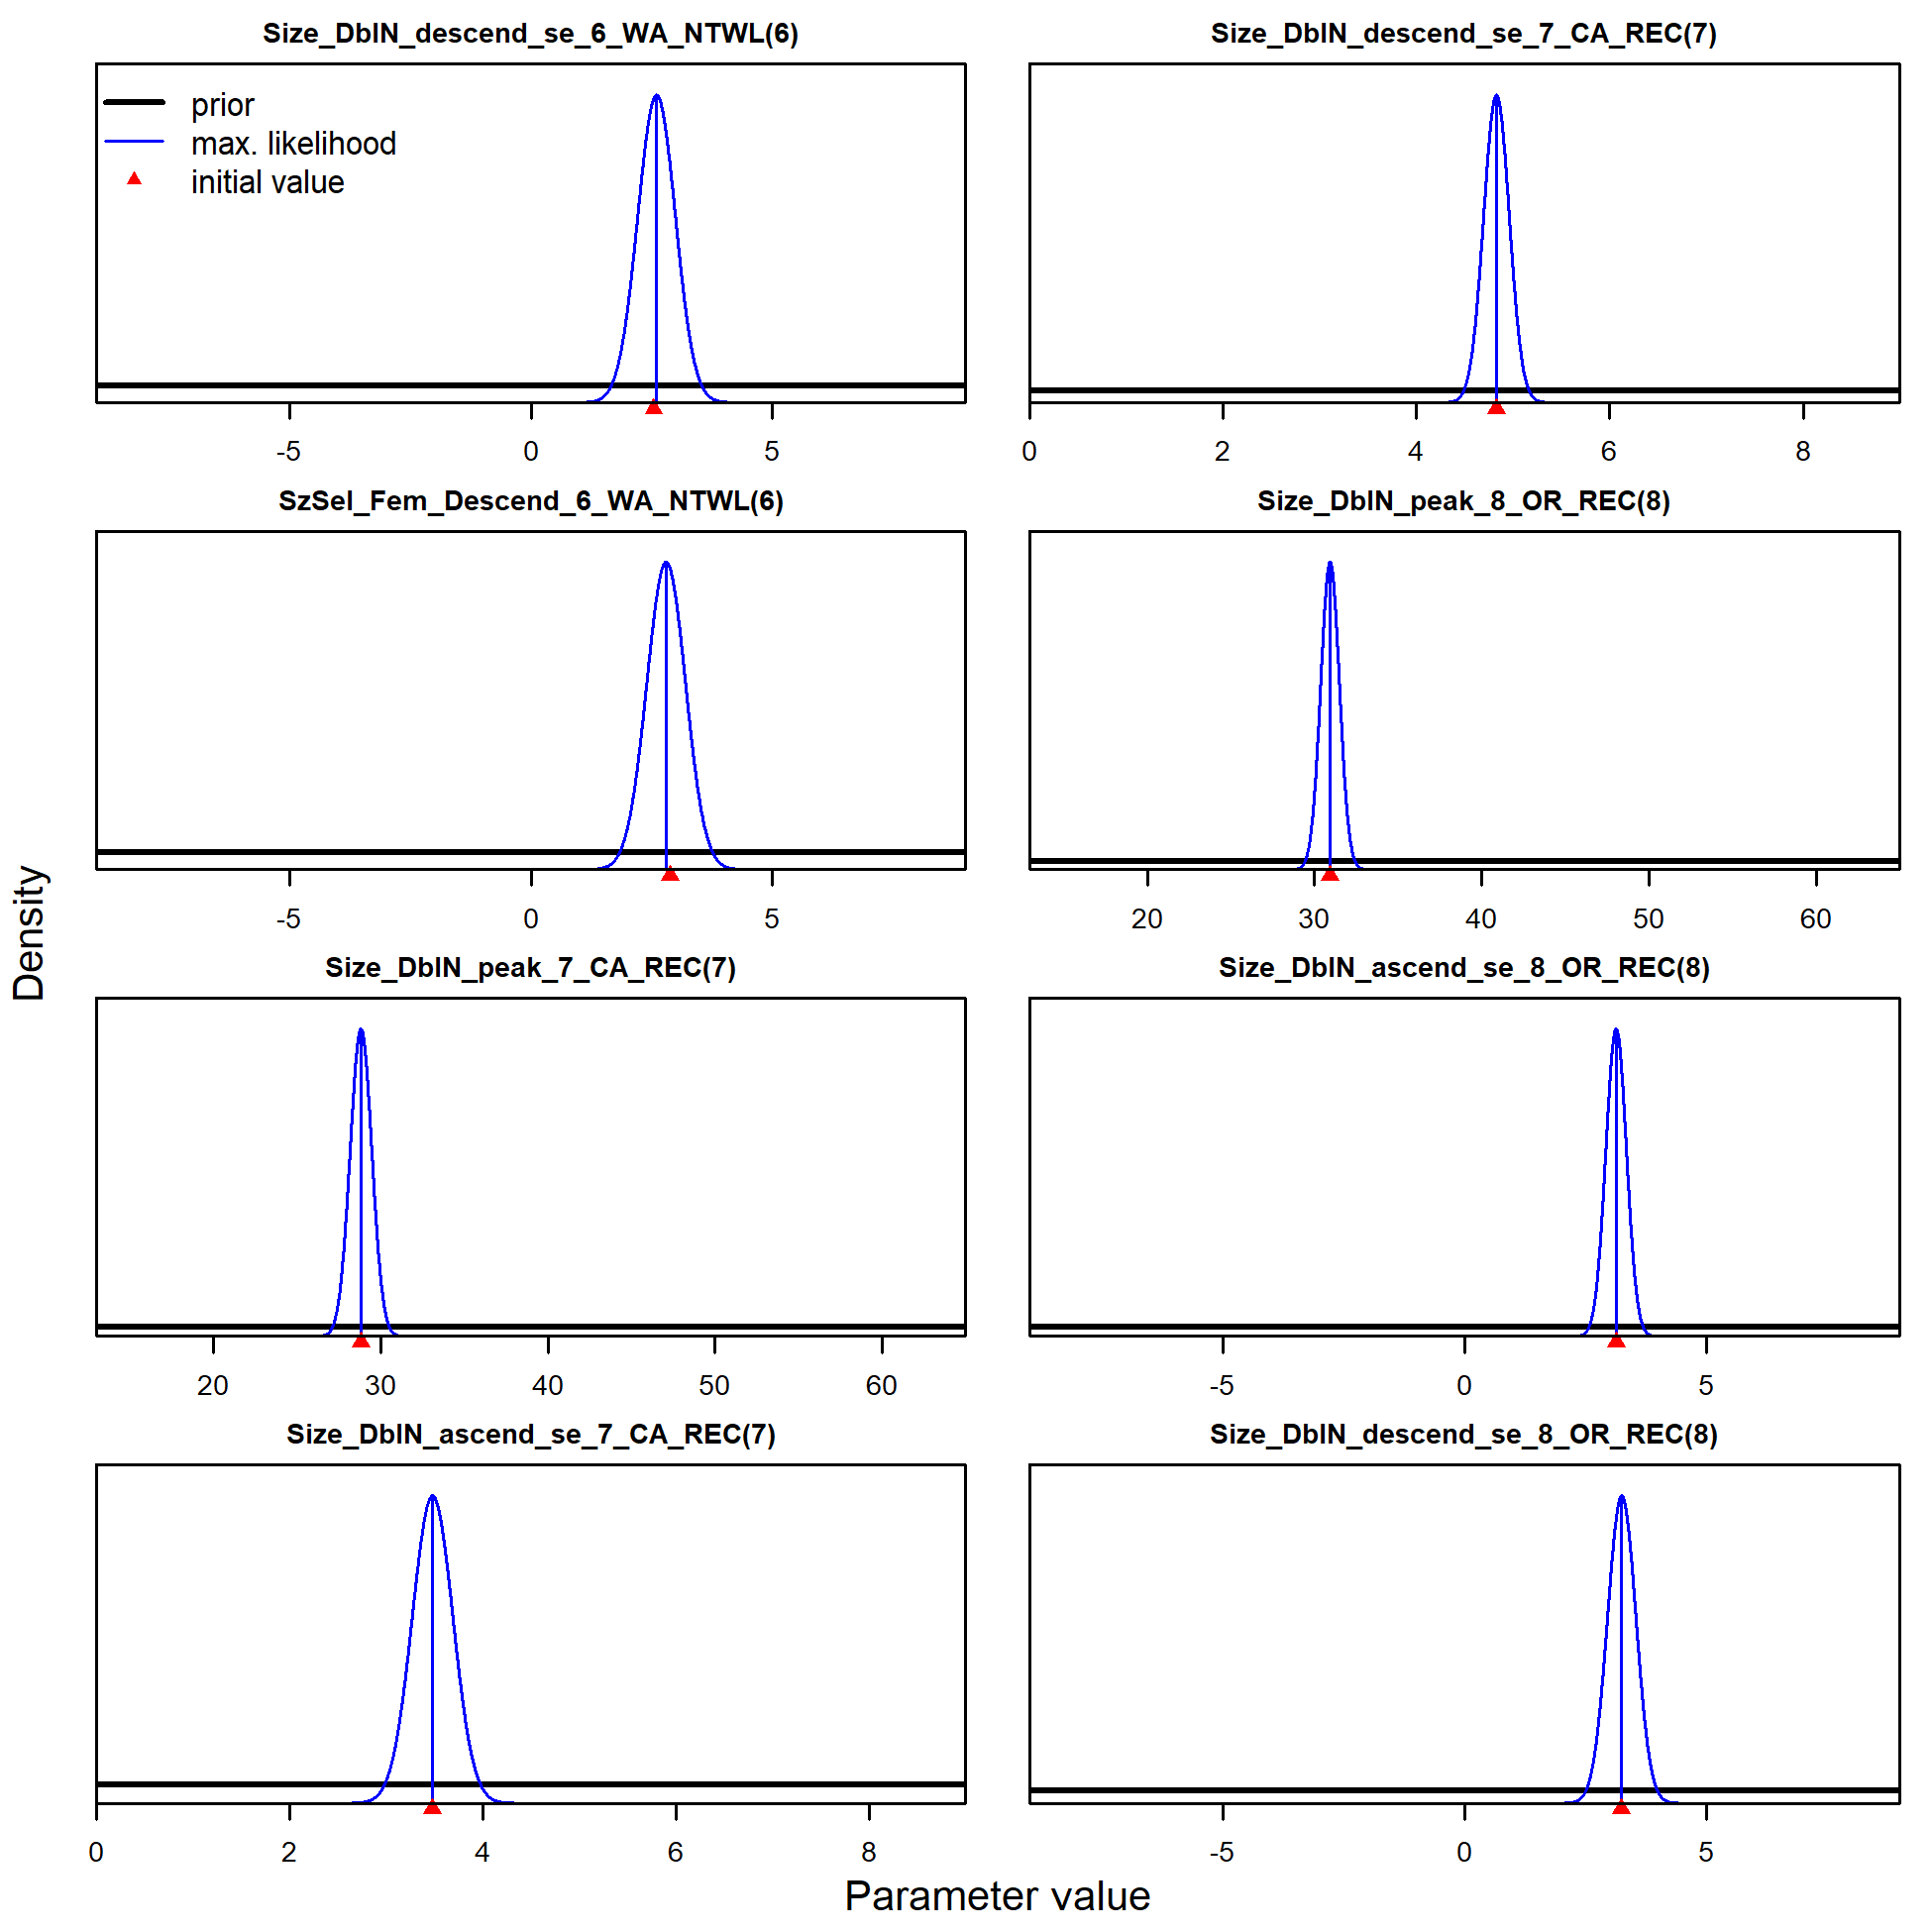 Size_DblN_descend_se_6_WA_NTWL(6)
prior
max. likelihood
initial value
-5 0 5
Size_DblN_descend_se_7_CA_REC(7)
0 2 4 6 8
SzSel_Fem_Descend_6_WA_NTWL(6)
-5 0 5
Size_DblN_peak_8_OR_REC(8)
20 30 40 50 60
Size_DblN_peak_7_CA_REC(7)
20 30 40 50 60
Size_DblN_ascend_se_8_OR_REC(8)
-5 0 5
Size_DblN_ascend_se_7_CA_REC(7)
0 2 4 6 8
Size_DblN_descend_se_8_OR_REC(8)
-5 0 5
Density
Parameter value